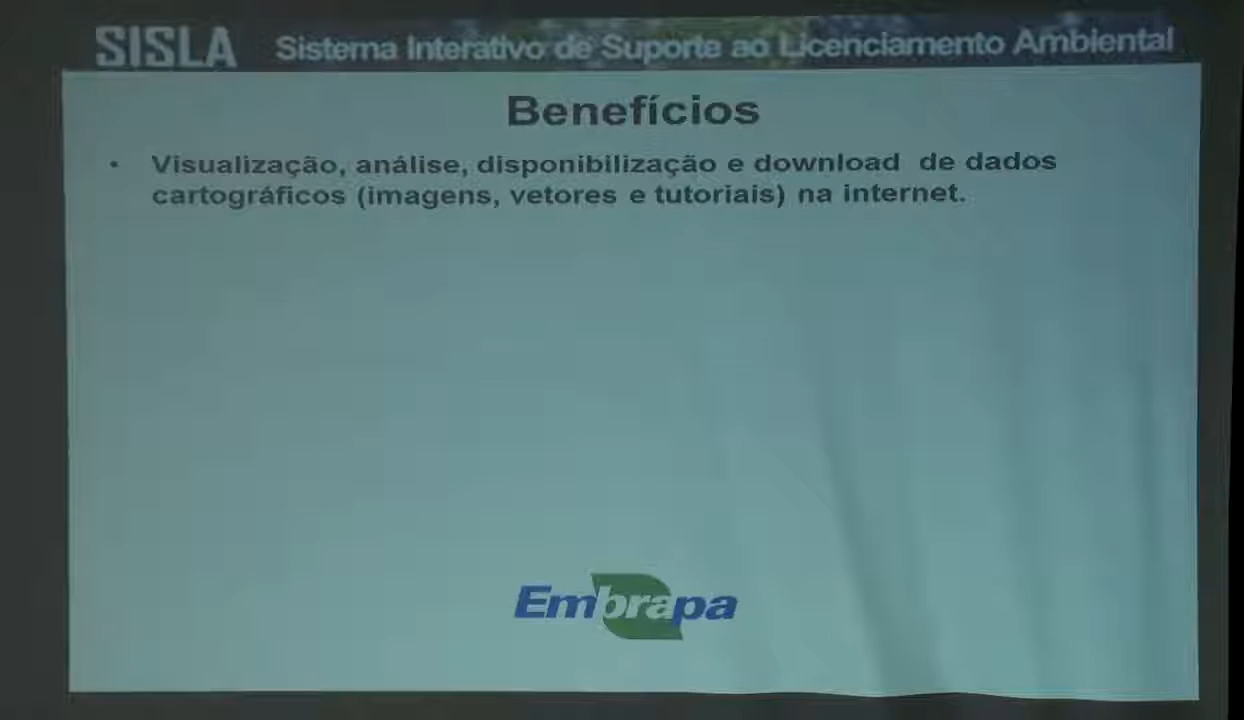 SISLA Sistema Interativo de Suporte ao Licenciamento Ambiental
Benefícios
• Visualização, análise, disponibilização e download de dados
cartográficos (imagens, vetores e tutoriais) na internet.
Embrapa